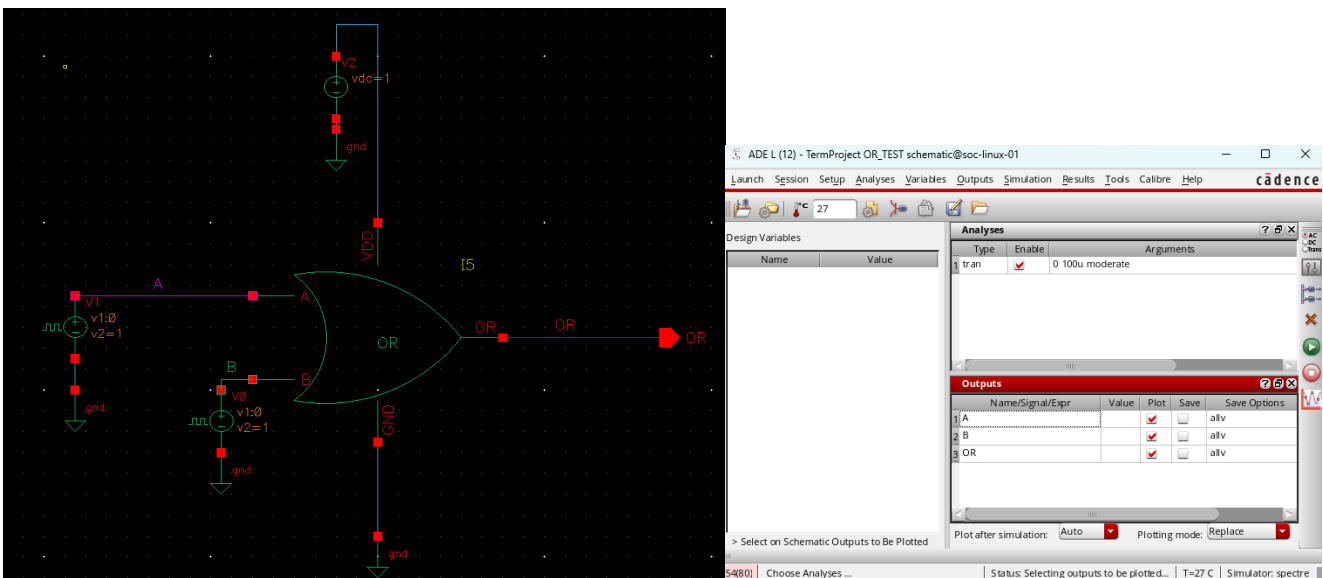 V2
vdc=1
gnd
VDD
I5
A
A
V1
v1:0
v2=1
gnd
OR
OR
OR
OR
B
B
V0
v1:0
v2=1
gnd
GND
gnd
ADE L (12) - TermProject OR_TEST schematic@soc-linux-01
Launch Session Setup Analyses Variables Outputs Simulation Results Tools Calibre Help cādence
°C 27
Design Variables
Name Value
Analyses
Type Enable Arguments
1 tran 0 100u moderate
AC
DC
Trans
Outputs
Name/Signal/Expr Value Plot Save Save Options
1 A allv
2 B allv
3 OR allv
Plot after simulation: Auto Plotting mode: Replace
> Select on Schematic Outputs to Be Plotted
54(80) Choose Analyses ... Status: Selecting outputs to be plotted... T=27 C Simulator: spectre